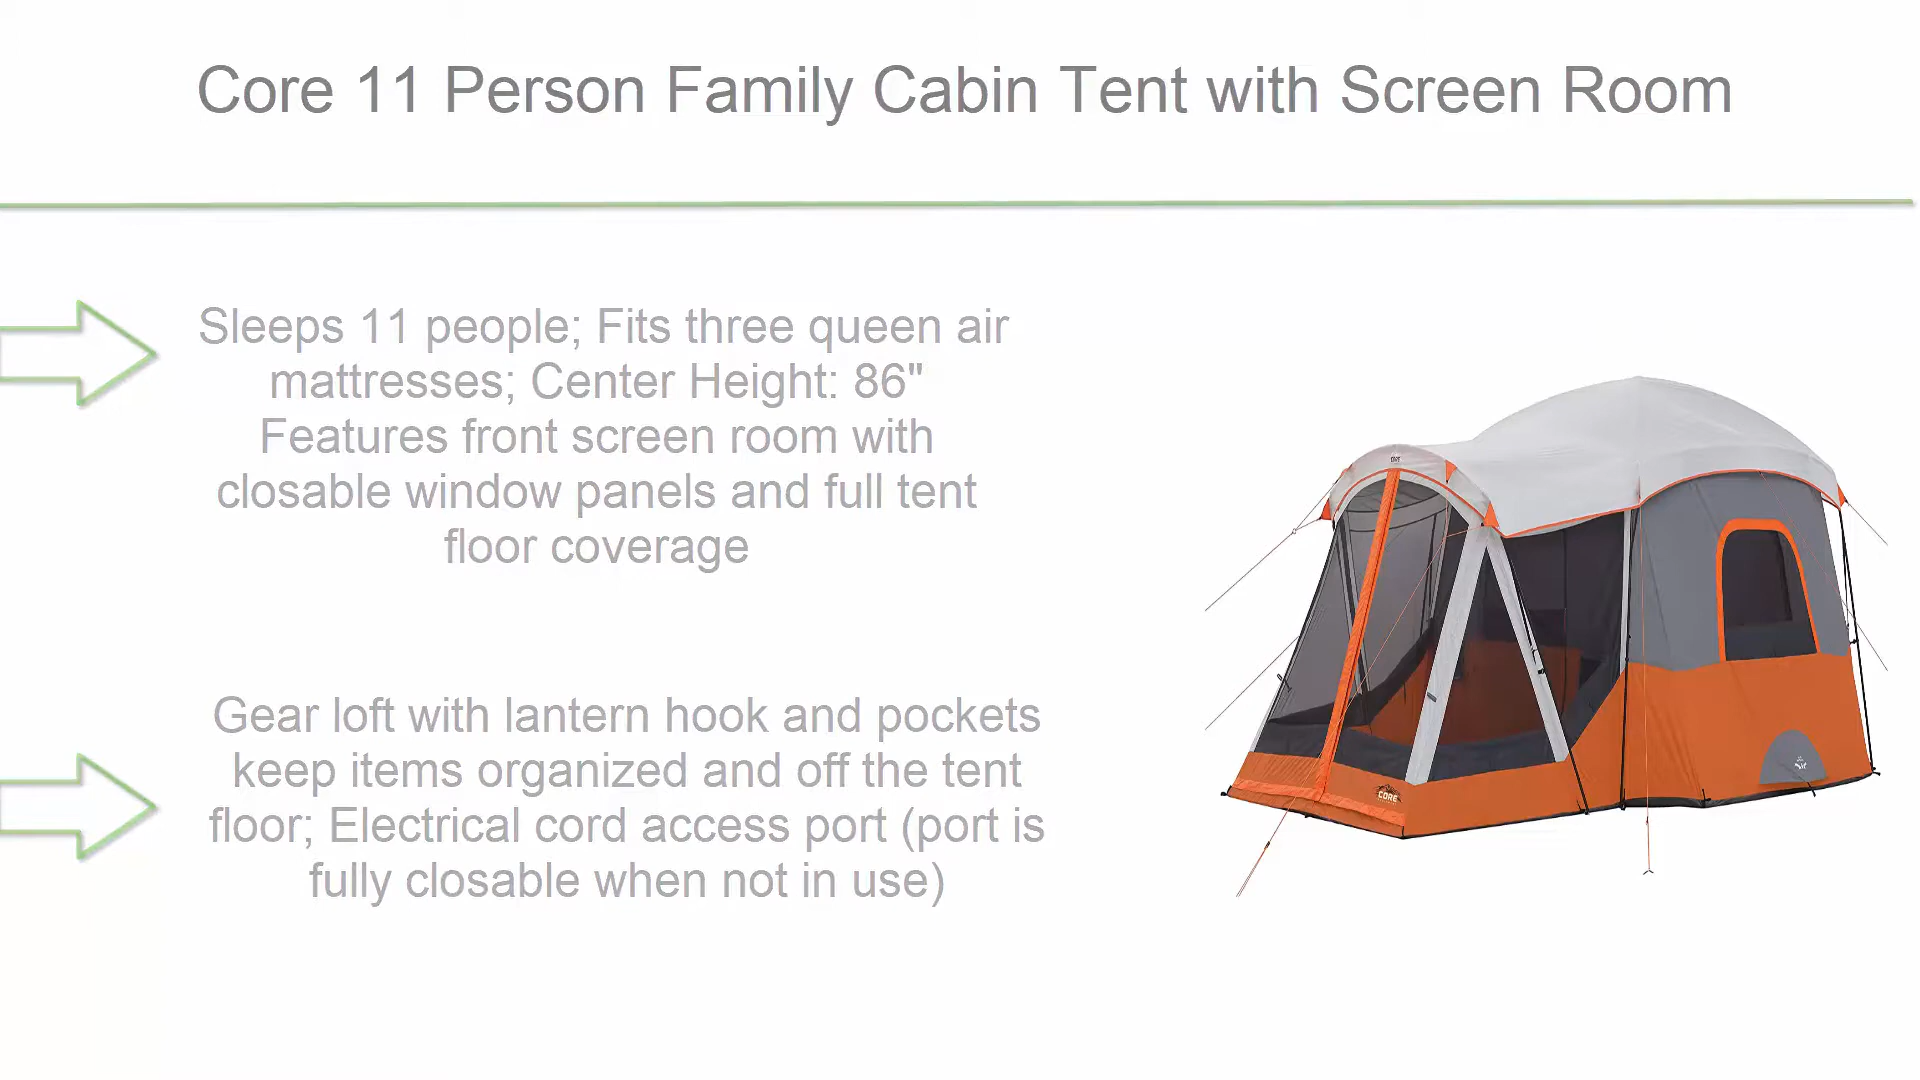 Core 11 Person Family Cabin Tent with Screen Room
Sleeps 11 people; Fits three queen air
mattresses; Center Height: 86"
Features front screen room with
closable window panels and full tent
floor coverage
Gear loft with lantern hook and pockets
keep items organized and off the tent
floor; Electrical cord access port (port is
fully closable when not in use)
CORE
CORE